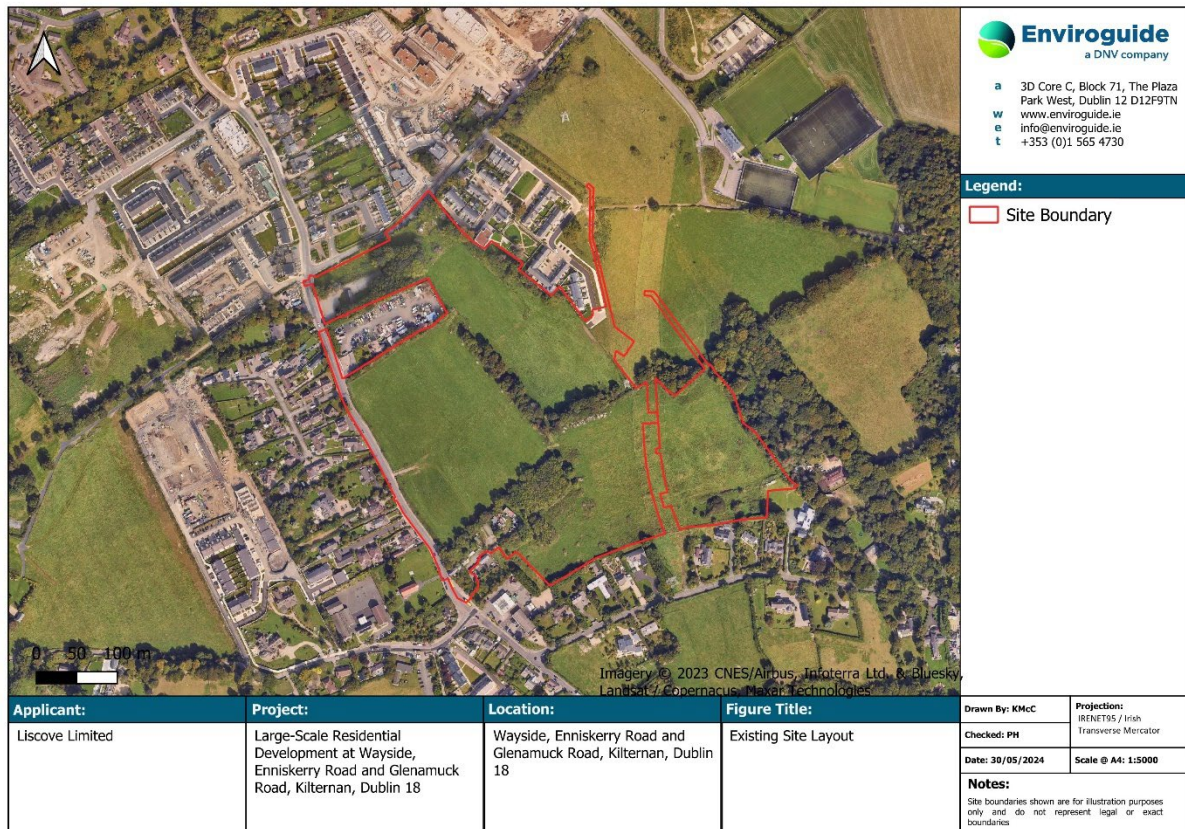 Enviroguide
a DNV company
a 3D Core C, Block 71, The Plaza
Park West, Dublin 12 D12F9TN
w www.enviroguide.ie
e info@enviroguide.ie
t +353 (0)1 565 4730
Legend:
Site Boundary
0 50 100 m
Imagery © 2023 CNES/Airbus, Infoterra Ltd. & Bluesky,
Landsat / Copernacus, Maxar Technologies
Applicant:
Liscove Limited
Project:
Large-Scale Residential
Development at Wayside,
Enniskerry Road and Glenamuck
Road, Kilternan, Dublin 18
Location:
Wayside, Enniskerry Road and
Glenamuck Road, Kilternan, Dublin
18
Figure Title:
Existing Site Layout
Drawn By: KMcC
Checked: PH
Date: 30/05/2024
Projection:
IRENET95 / Irish
Transverse Mercator
Scale @ A4: 1:5000
Notes:
Site boundaries shown are for illustration purposes
only and do not represent legal or exact
boundaries